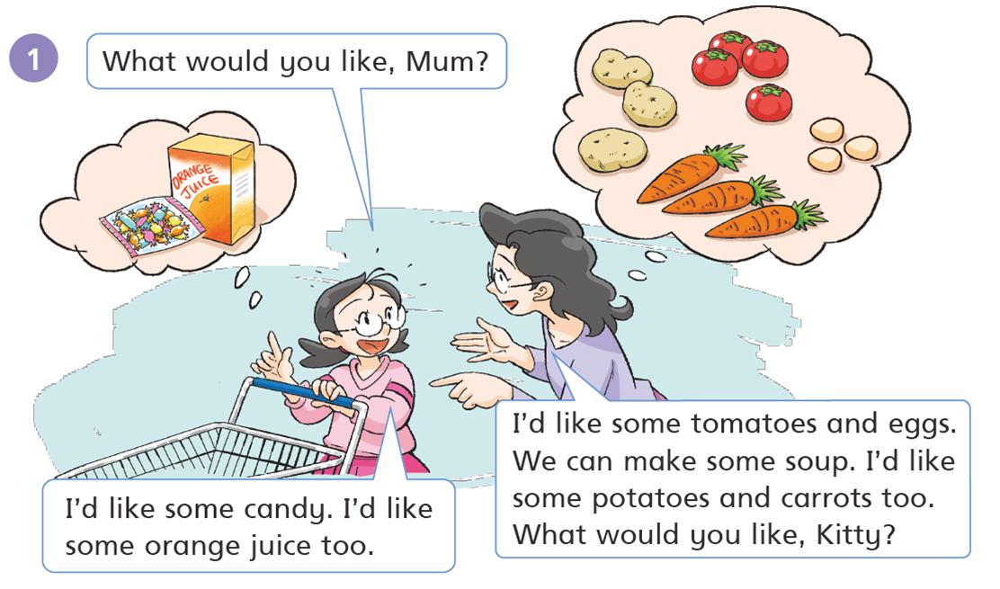 1
What would you like, Mum?
ORANGE
JUICE
I'd like some tomatoes and eggs.
We can make some soup. I'd like
some potatoes and carrots too.
What would you like, Kitty?
I'd like some candy. I'd like
some orange juice too.